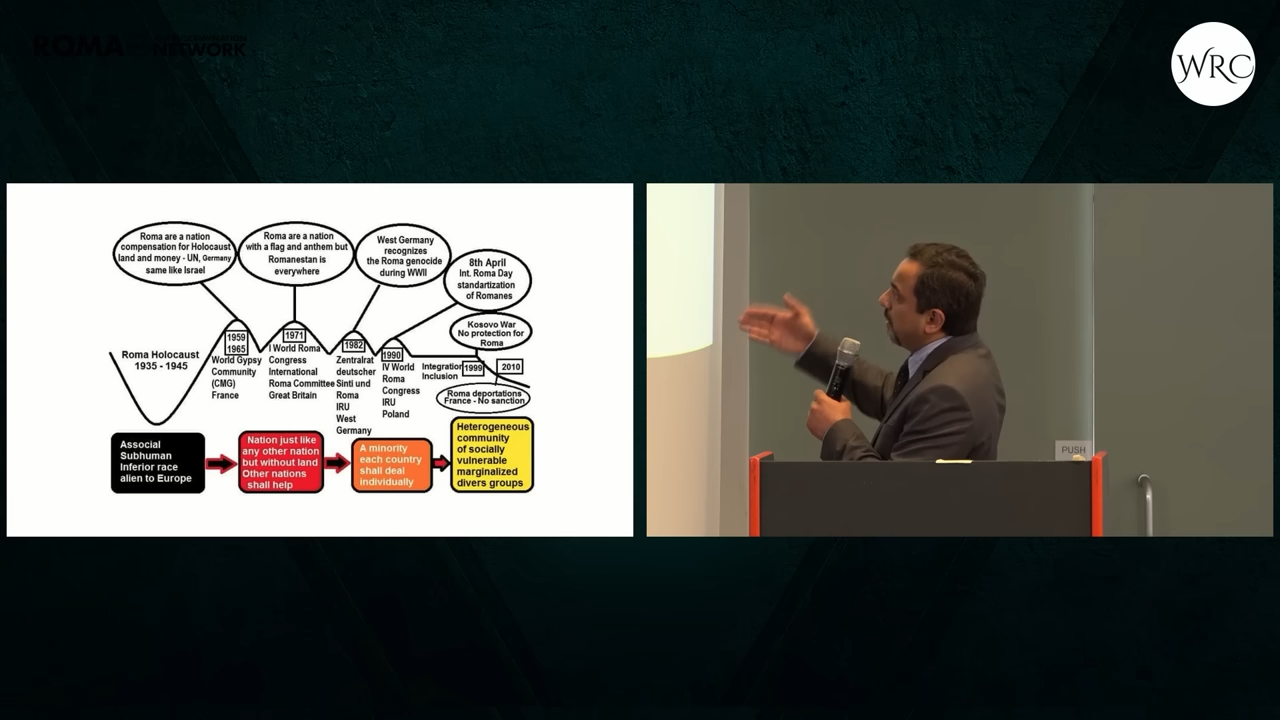 ROMA
NETWORK
WRC
Roma are a nation
compensation for Holocaust
land and money - UN, Germany
same like Israel
Roma are a nation
with a flag and anthem but
Romanestan is
everywhere
West Germany
recognizes
the Roma genocide
during WWII
8th April
Int. Roma Day
standartization
of Romanes
Kosovo War
No protection for
Roma
Roma Holocaust
1935 - 1945
1959
1965
World Gypsy
Community
(CMG)
France
1971
I World Roma
Congress
International
Roma Committee
Great Britain
1982
Zentralrat
deutscher
Sinti und
Roma
IRU
West
Germany
1990
IV World
Roma
Congress
IRU
Poland
Integration
Inclusion
1999
2010
Roma deportations
France - No sanction
Associal
Subhuman
Inferior race
alien to Europe
Nation just like
any other nation
but without land
Other nations
shall help
A minority
each country
shall deal
individually
Heterogeneous
community
of socially
vulnerable
marginalized
divers groups
PUSH